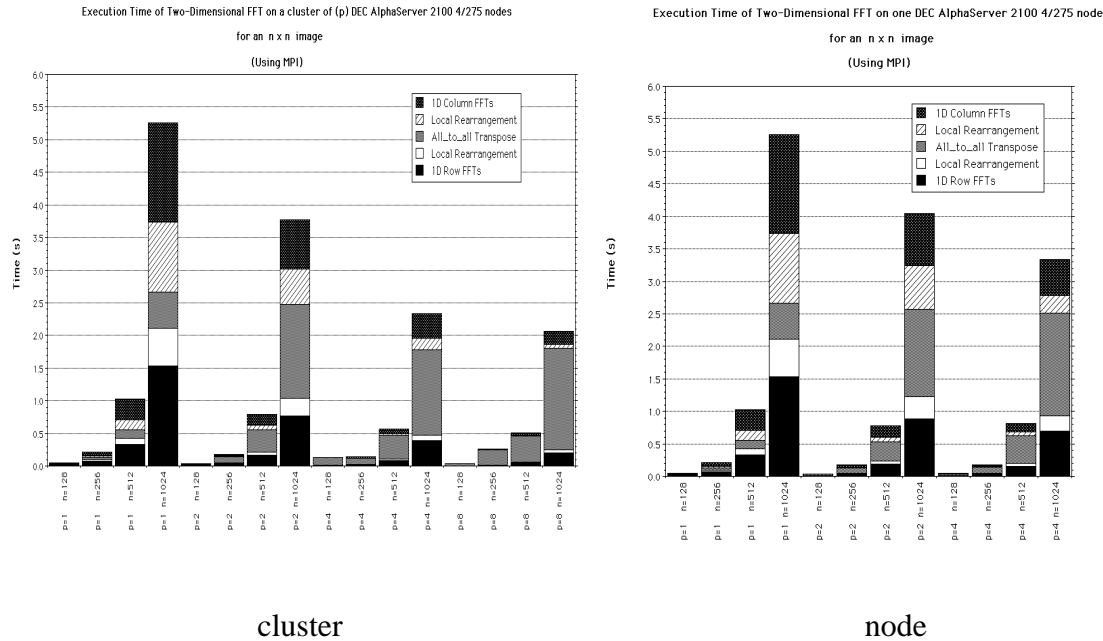 Execution Time of Two-Dimensional FFT on a cluster of (p) DEC AlphaServer 2100 4/275 nodes
for an n x n image
(Using MPI)
6.0
5.5
5.0
4.5
4.0
3.5
3.0
2.5
2.0
1.5
1.0
0.5
0.0
Time (s)
1D Column FFTs
Local Rearrangement
All_to_all Transpose
Local Rearrangement
1D Row FFTs
p=1 n=128
p=1 n=256
p=1 n=512
p=1 n=1024
p=2 n=128
p=2 n=256
p=2 n=512
p=2 n=1024
p=4 n=128
p=4 n=256
p=4 n=512
p=4 n=1024
p=8 n=128
p=8 n=256
p=8 n=512
p=8 n=1024
cluster
Execution Time of Two-Dimensional FFT on one DEC AlphaServer 2100 4/275 node
for an n x n image
(Using MPI)
6.0
5.5
5.0
4.5
4.0
3.5
3.0
2.5
2.0
1.5
1.0
0.5
0.0
Time (s)
1D Column FFTs
Local Rearrangement
All_to_all Transpose
Local Rearrangement
1D Row FFTs
p=1 n=128
p=1 n=256
p=1 n=512
p=1 n=1024
p=2 n=128
p=2 n=256
p=2 n=512
p=2 n=1024
p=4 n=128
p=4 n=256
p=4 n=512
p=4 n=1024
node